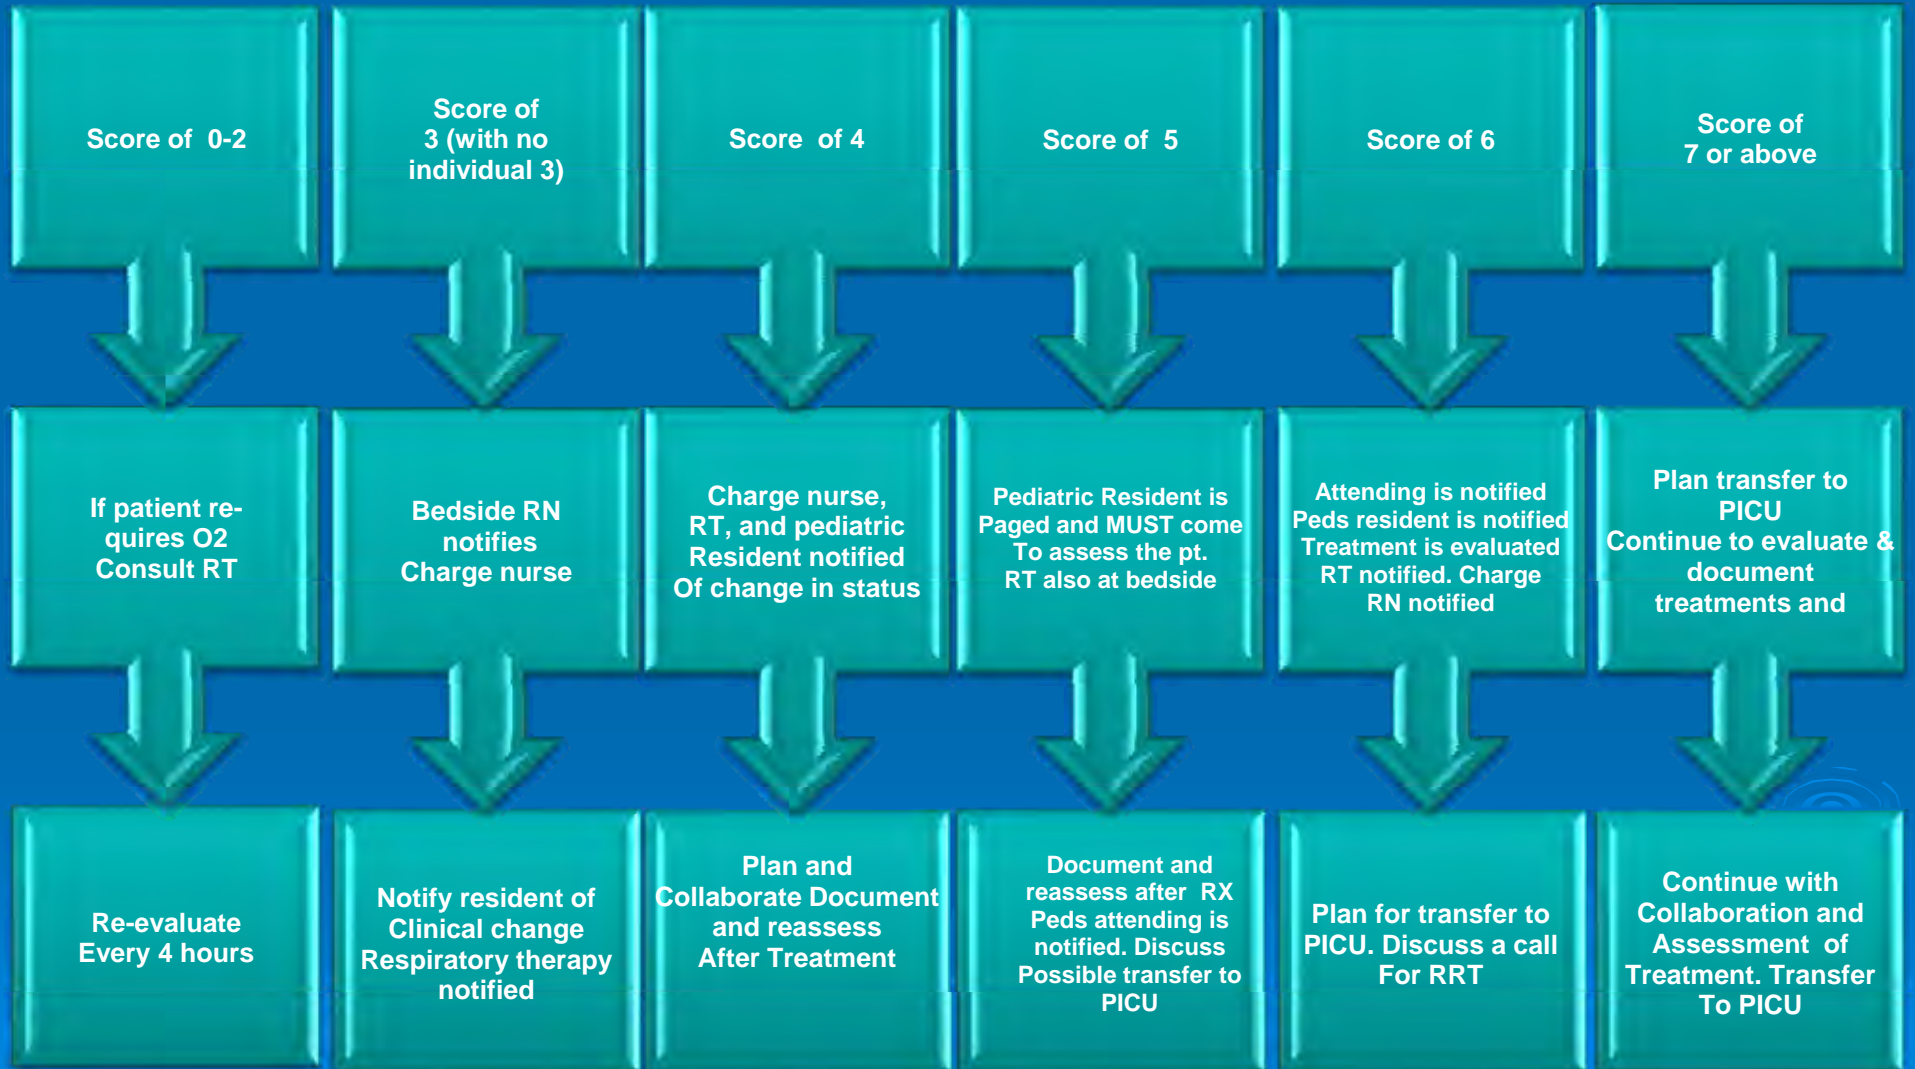 Score of 0-2
Score of
3 (with no
individual 3)
Score of 4
Score of 5
Score of 6
Score of
7 or above
If patient re-
quires O2
Consult RT
Bedside RN
notifies
Charge nurse
Charge nurse,
RT, and pediatric
Resident notified
Of change in status
Pediatric Resident is
Paged and MUST come
To assess the pt.
RT also at bedside
Attending is notified
Peds resident is notified
Treatment is evaluated
RT notified. Charge
RN notified
Plan transfer to
PICU
Continue to evaluate &
document
treatments and
Re-evaluate
Every 4 hours
Notify resident of
Clinical change
Respiratory therapy
notified
Plan and
Collaborate Document
and reassess
After Treatment
Document and
reassess after RX
Peds attending is
notified. Discuss
Possible transfer to
PICU
Plan for transfer to
PICU. Discuss a call
For RRT
Continue with
Collaboration and
Assessment of
Treatment. Transfer
To PICU